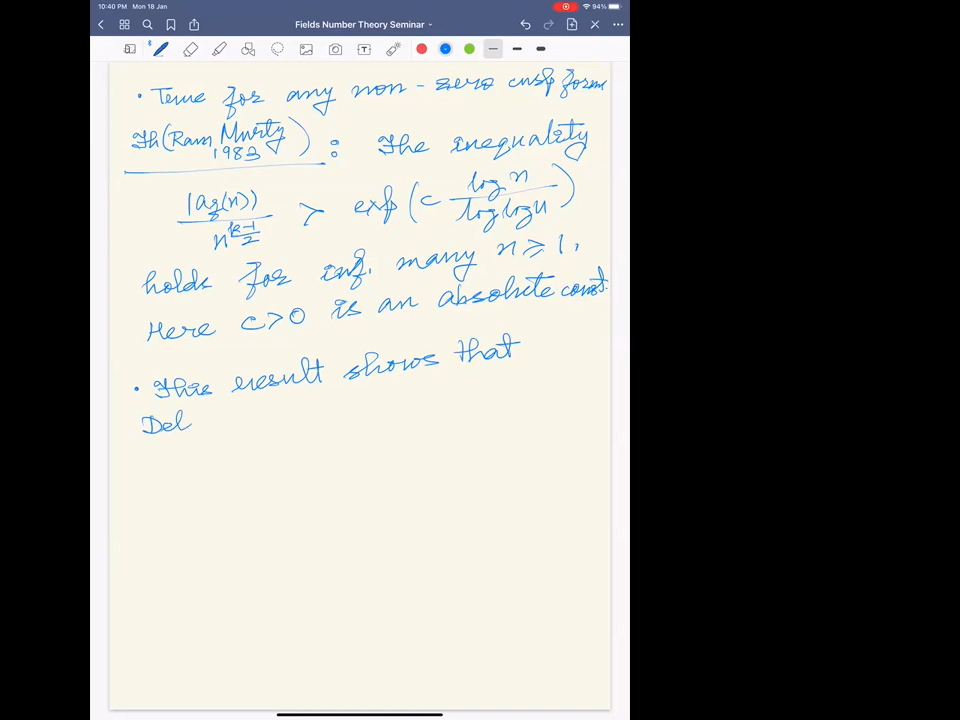 10:40 PM Mon 18 Jan
94%
Fields Number Theory Seminar
• True for any non-zero cusp form
Th (Ram Murty 1983) : The inequality
|a_f(n)| / n^{(k-1)/2} > exp(c log n / log log n)
holds for inf. many n ≥ 1.
Here c > 0 is an absolute const.
• This result shows that
Del